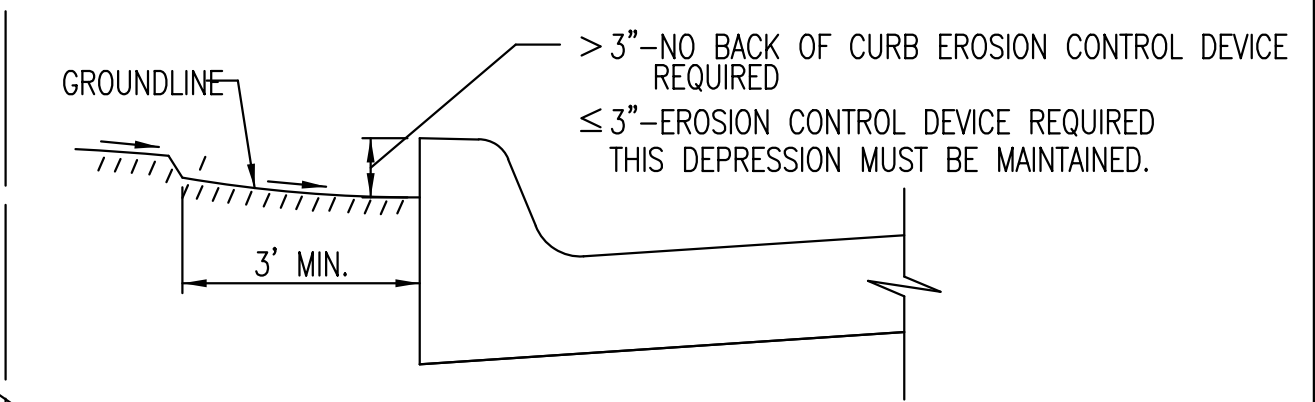 > 3"-NO BACK OF CURB EROSION CONTROL DEVICE
REQUIRED
GROUNDLINE
≤ 3"-EROSION CONTROL DEVICE REQUIRED
THIS DEPRESSION MUST BE MAINTAINED.
3' MIN.